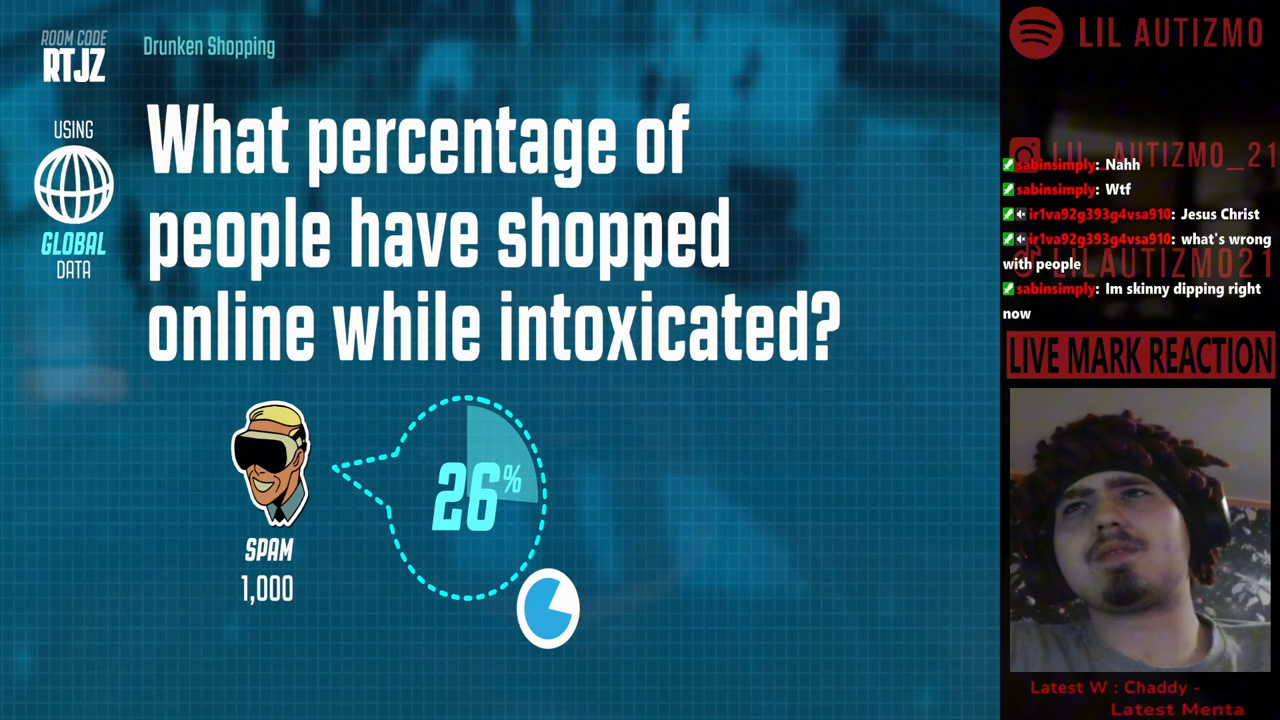 ROOM CODE
RTJZ
Drunken Shopping
USING
GLOBAL
DATA
What percentage of
people have shopped
online while intoxicated?
26%
SPAM
1,000
LIL AUTIZMO
LIL_AUTIZMO_21
sabinsimply: Nahh
sabinsimply: Wtf
ir1va92g393g4vsa910: Jesus Christ
ir1va92g393g4vsa910: what's wrong
with people
LILAUTIZMO21
sabinsimply: Im skinny dipping right
now
LIVE MARK REACTION
Latest W : Chaddy -
Latest Menta